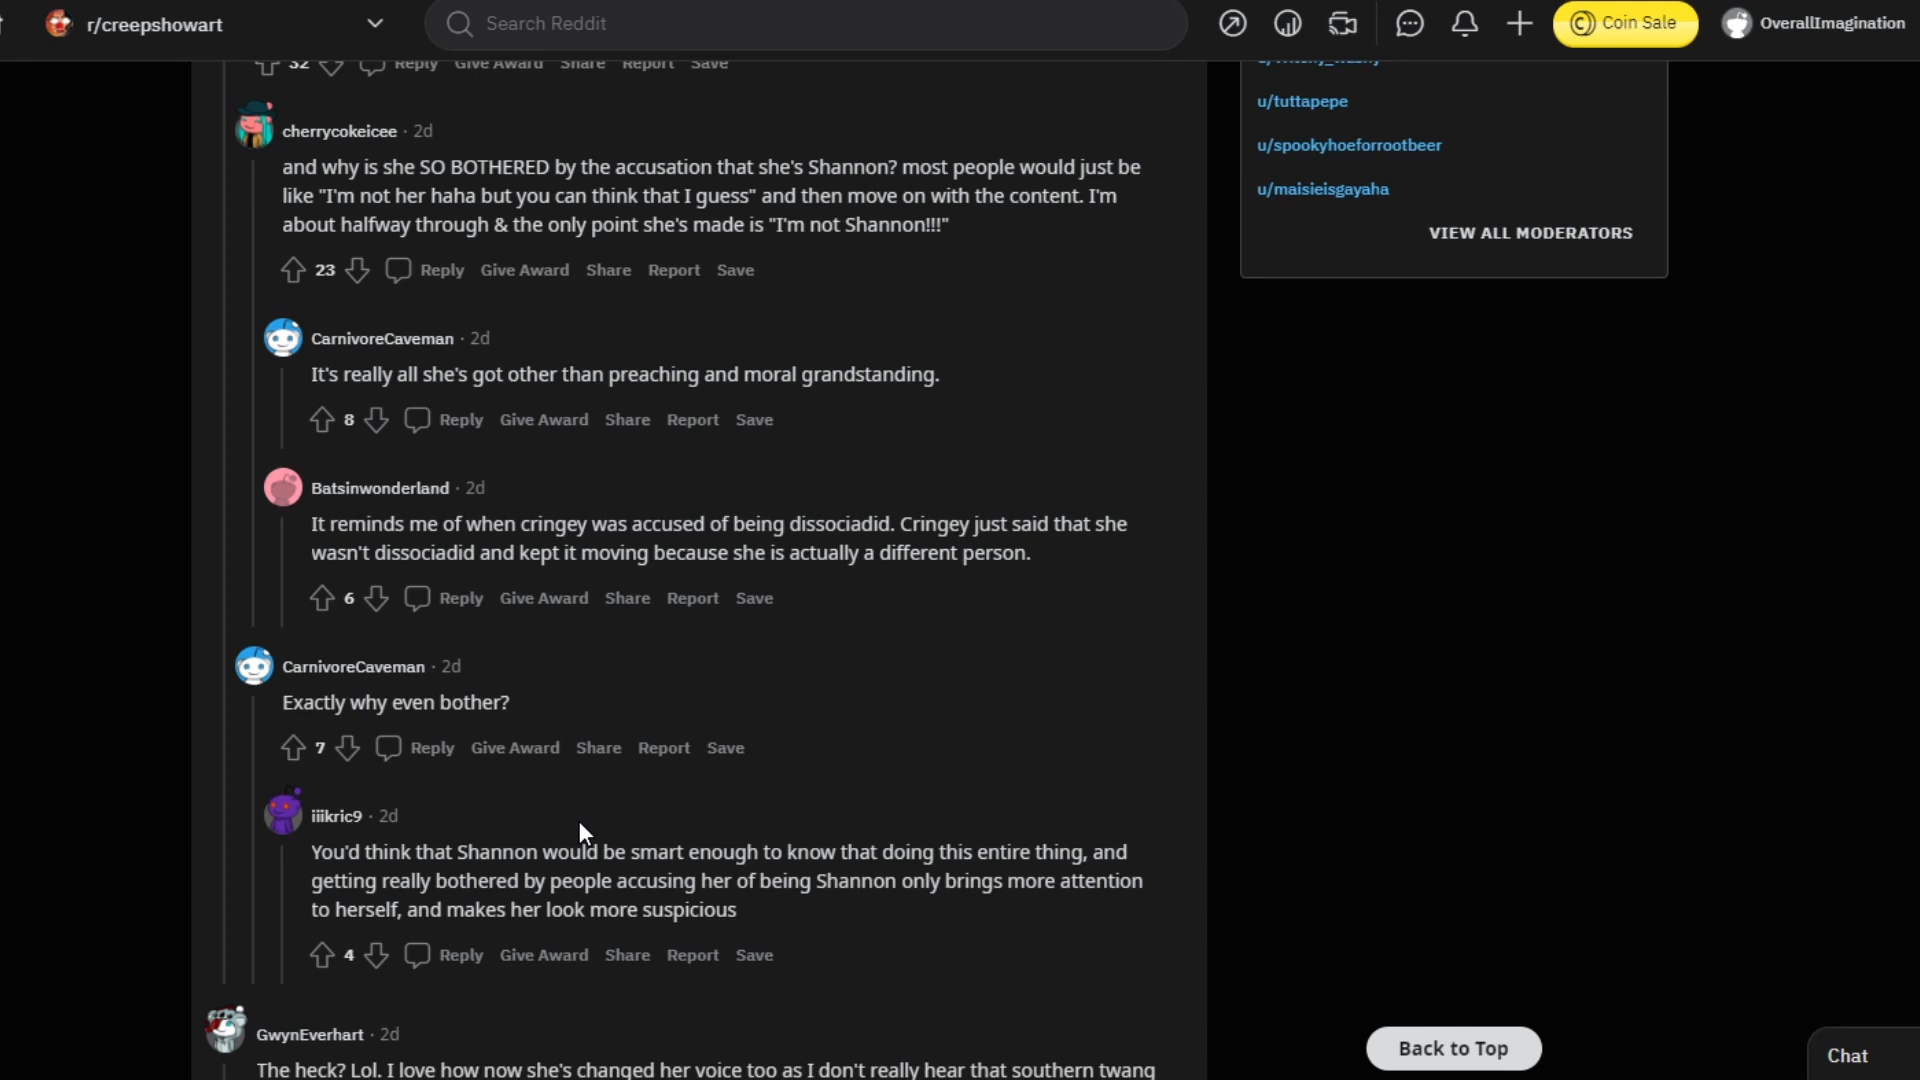 r/creepshowart
Search Reddit
Coin Sale
OverallImagination
32 Reply Give Award Share Report Save
cherrycokeicee · 2d
and why is she SO BOTHERED by the accusation that she's Shannon? most people would just be
like "I'm not her haha but you can think that I guess" and then move on with the content. I'm
about halfway through & the only point she's made is "I'm not Shannon!!!"
23 Reply Give Award Share Report Save
CarnivoreCaveman · 2d
It's really all she's got other than preaching and moral grandstanding.
8 Reply Give Award Share Report Save
Batsinwonderland · 2d
It reminds me of when cringey was accused of being dissociadid. Cringey just said that she
wasn't dissociadid and kept it moving because she is actually a different person.
6 Reply Give Award Share Report Save
CarnivoreCaveman · 2d
Exactly why even bother?
7 Reply Give Award Share Report Save
iiikric9 · 2d
You'd think that Shannon would be smart enough to know that doing this entire thing, and
getting really bothered by people accusing her of being Shannon only brings more attention
to herself, and makes her look more suspicious
4 Reply Give Award Share Report Save
GwynEverhart · 2d
The heck? Lol. I love how now she's changed her voice too as I don't really hear that southern twang
u/tuttapepe
u/spookyhoeforrootbeer
u/maisieisgayaha
VIEW ALL MODERATORS
Back to Top
Chat